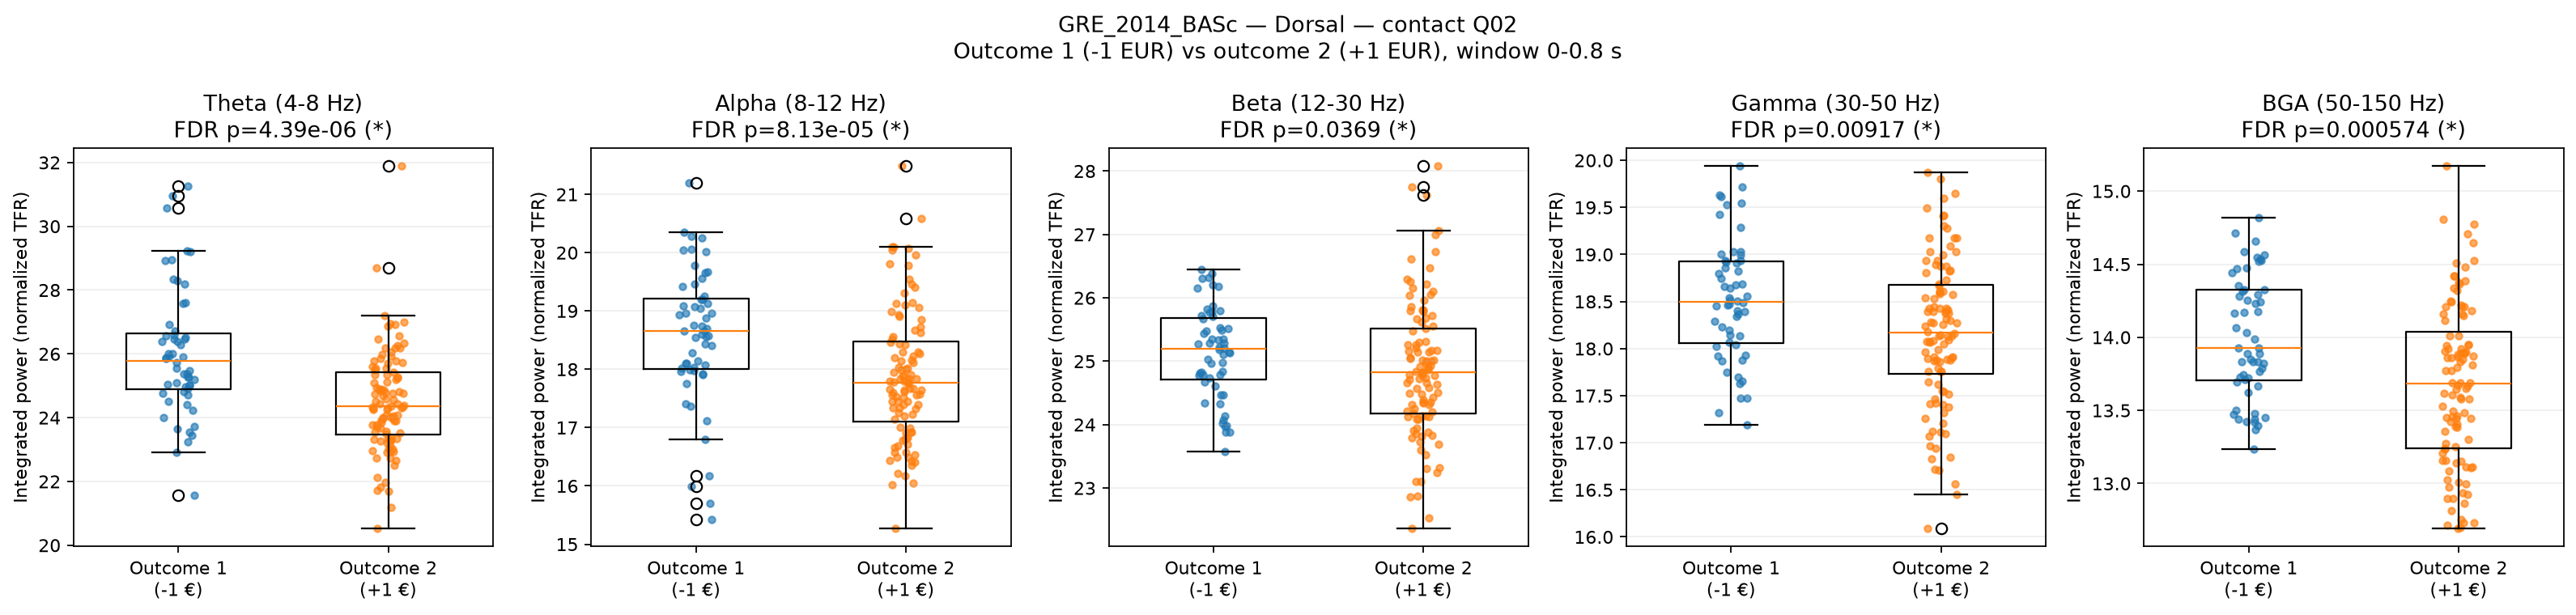 GRE_2014_BASc — Dorsal — contact Q02
Outcome 1 (-1 EUR) vs outcome 2 (+1 EUR), window 0-0.8 s
Theta (4-8 Hz)
FDR p=4.39e-06 (*)
Integrated power (normalized TFR)
32
30
28
26
24
22
20
Outcome 1
(-1 €)
Outcome 2
(+1 €)
Alpha (8-12 Hz)
FDR p=8.13e-05 (*)
Integrated power (normalized TFR)
21
20
19
18
17
16
15
Outcome 1
(-1 €)
Outcome 2
(+1 €)
Beta (12-30 Hz)
FDR p=0.0369 (*)
Integrated power (normalized TFR)
28
27
26
25
24
23
Outcome 1
(-1 €)
Outcome 2
(+1 €)
Gamma (30-50 Hz)
FDR p=0.00917 (*)
Integrated power (normalized TFR)
20.0
19.5
19.0
18.5
18.0
17.5
17.0
16.5
16.0
Outcome 1
(-1 €)
Outcome 2
(+1 €)
BGA (50-150 Hz)
FDR p=0.000574 (*)
Integrated power (normalized TFR)
15.0
14.5
14.0
13.5
13.0
Outcome 1
(-1 €)
Outcome 2
(+1 €)